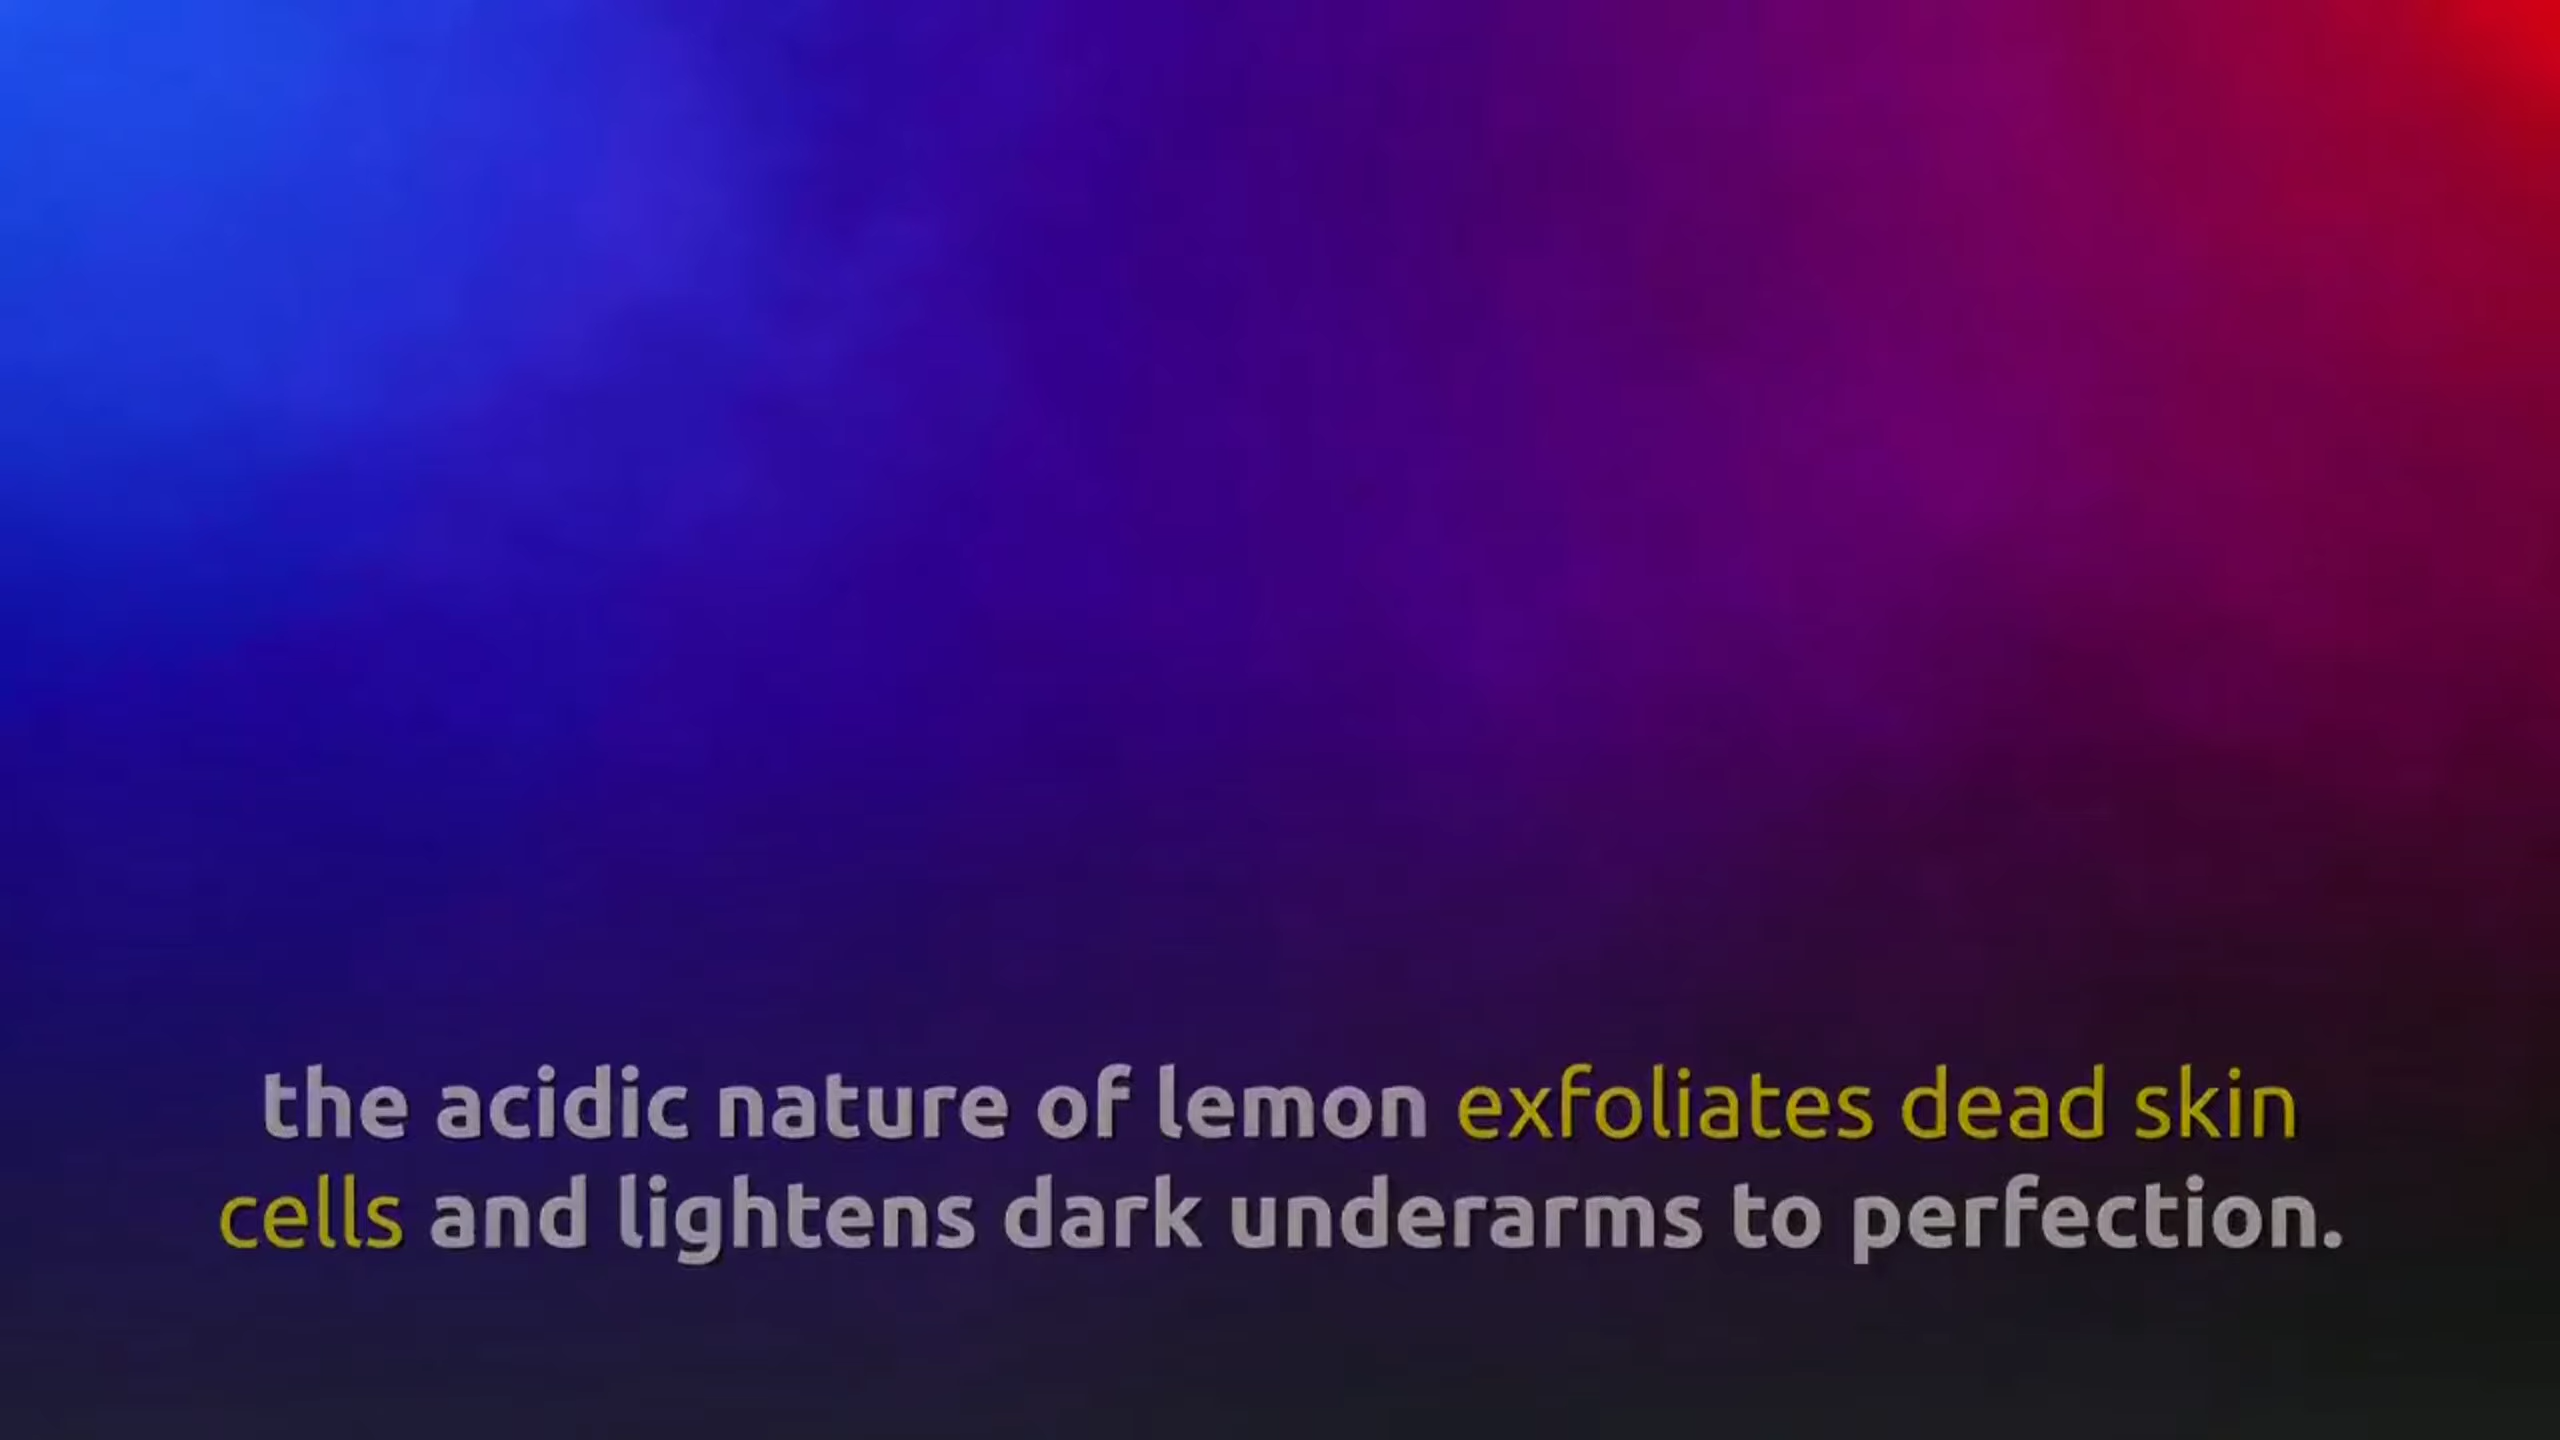 the acidic nature of lemon exfoliates dead skin
cells and lightens dark underarms to perfection.